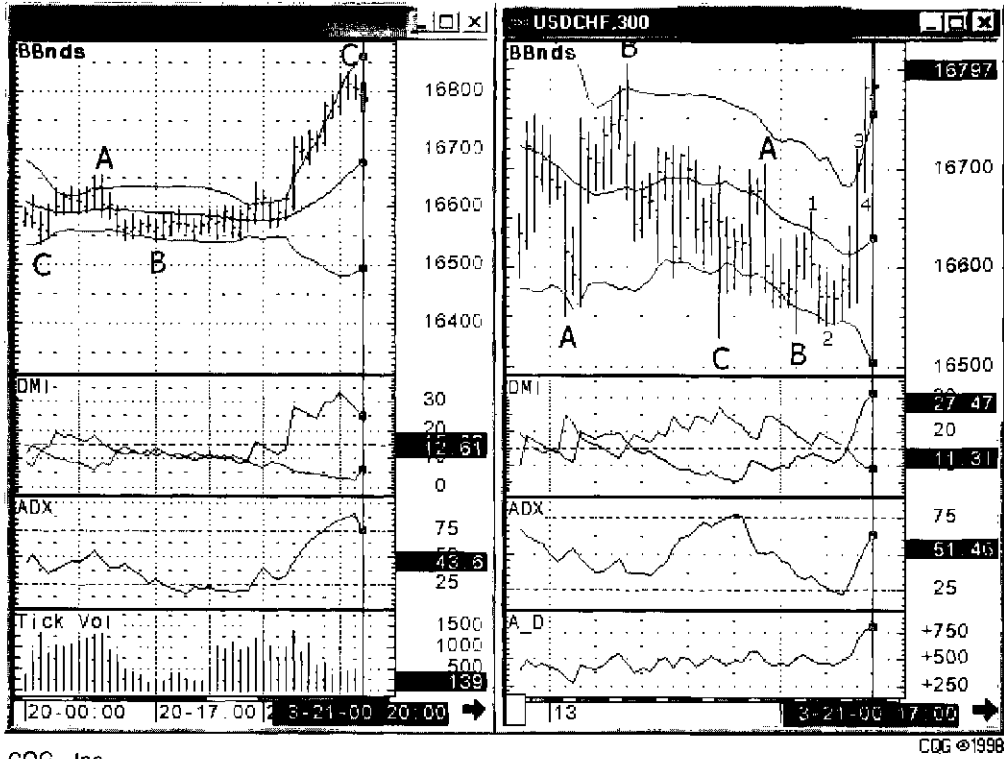 USDCHF,300
BBnds
C
A
C
B
16800
16700
16600
16500
16400
DMI
30
20
12.61
0
ADX
75
43.6
25
Tick Vol
1500
1000
500
139
20-00:00
20-17.00
3-21-00 20:00
BBnds
B
A
A
C
B
1
2
3
4
16797
16700
16600
16500
DMI
27 47
20
11.31
ADX
75
51.46
25
A_D
+750
+500
+250
13
3-21-00 17:00
CQG @1998